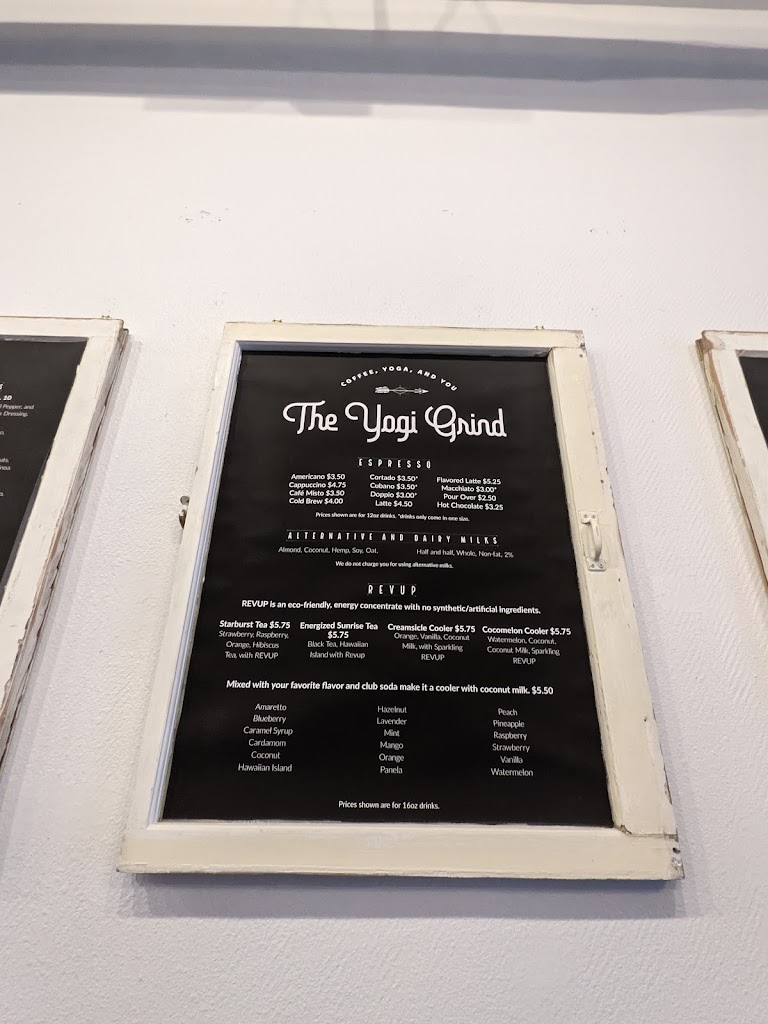 COFFEE, YOGA, AND YOU
The Yogi Grind
ESPRESSO
Americano $3.50
Cappuccino $4.75
Café Misto $3.50
Cold Brew $4.00
Cortado $3.50*
Cubano $3.50*
Doppio $3.00*
Latte $4.50
Flavored Latte $5.25
Macchiato $3.00*
Pour Over $2.50
Hot Chocolate $3.25
Prices shown are for 12oz drinks. *drinks only come in one size.
ALTERNATIVE AND DAIRY MILKS
Almond, Coconut, Hemp, Soy, Oat,
Half and half, Whole, Non-fat, 2%
We do not charge you for using alternative milks.
REVUP
REVUP is an eco-friendly, energy concentrate with no synthetic/artificial ingredients.
Starburst Tea $5.75
Strawberry, Raspberry,
Orange, Hibiscus
Tea, with REVUP
Energized Sunrise Tea
$5.75
Black Tea, Hawaiian
Island with Revup
Creamsicle Cooler $5.75
Orange, Vanilla, Coconut
Milk, with Sparkling
REVUP
Cocomelon Cooler $5.75
Watermelon, Coconut,
Coconut Milk, Sparkling
REVUP
Mixed with your favorite flavor and club soda make it a cooler with coconut milk. $5.50
Amaretto
Blueberry
Caramel Syrup
Cardamom
Coconut
Hawaiian Island
Hazelnut
Lavender
Mint
Mango
Orange
Panela
Peach
Pineapple
Raspberry
Strawberry
Vanilla
Watermelon
Prices shown are for 16oz drinks.
Pepper, and
Dressing.